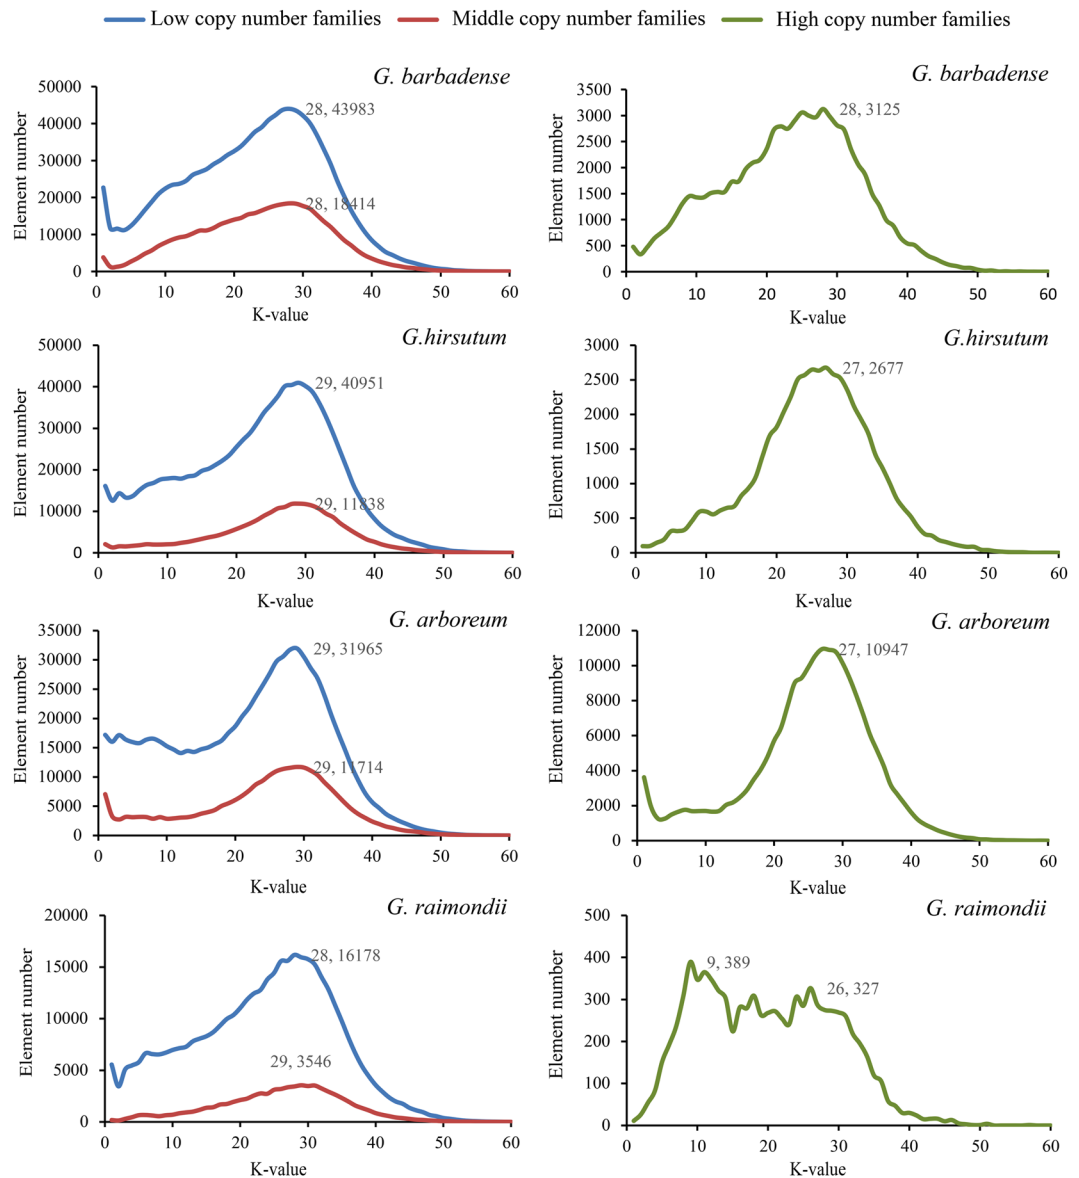 Low copy number families Middle copy number families High copy number families
G. barbadense
Element number
50000
40000
30000
20000
10000
0
28, 43983
28, 18414
0 10 20 30 40 50 60
K-value
G. barbadense
Element number
3500
3000
2500
2000
1500
1000
500
0
28, 3125
0 10 20 30 40 50 60
K-value
G.hirsutum
Element number
50000
40000
30000
20000
10000
0
29, 40951
29, 11838
0 10 20 30 40 50 60
K-value
G.hirsutum
Element number
3000
2500
2000
1500
1000
500
0
27, 2677
0 10 20 30 40 50 60
K-value
G. arboreum
Element number
35000
30000
25000
20000
15000
10000
5000
0
29, 31965
29, 11714
0 10 20 30 40 50 60
K-value
G. arboreum
Element number
12000
10000
8000
6000
4000
2000
0
27, 10947
0 10 20 30 40 50 60
K-value
G. raimondii
Element number
20000
15000
10000
5000
0
28, 16178
29, 3546
0 10 20 30 40 50 60
K-value
G. raimondii
Element number
500
400
300
200
100
0
9, 389
26, 327
0 10 20 30 40 50 60
K-value